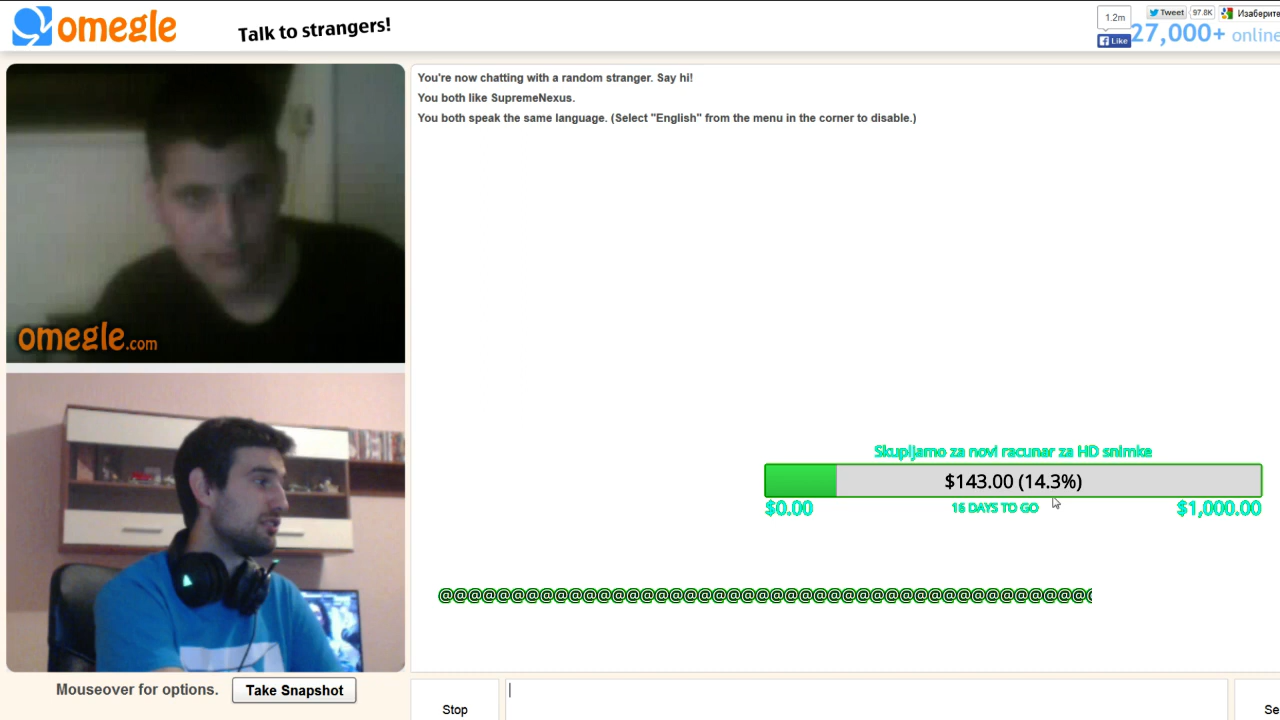 omegle
Talk to strangers!
1.2m
Like
Tweet
97.8K
Изаберите
27,000+ online
You're now chatting with a random stranger. Say hi!
You both like SupremeNexus.
You both speak the same language. (Select "English" from the menu in the corner to disable.)
omegle.com
Skupljamo za novi racunar za HD snimke
$143.00 (14.3%)
$0.00
16 DAYS TO GO
$1,000.00
@@@@@@@@@@@@@@@@@@@@@@@@@@@@@@@@@@@@@@@@@@@@@
Mouseover for options.
Take Snapshot
Stop
Se